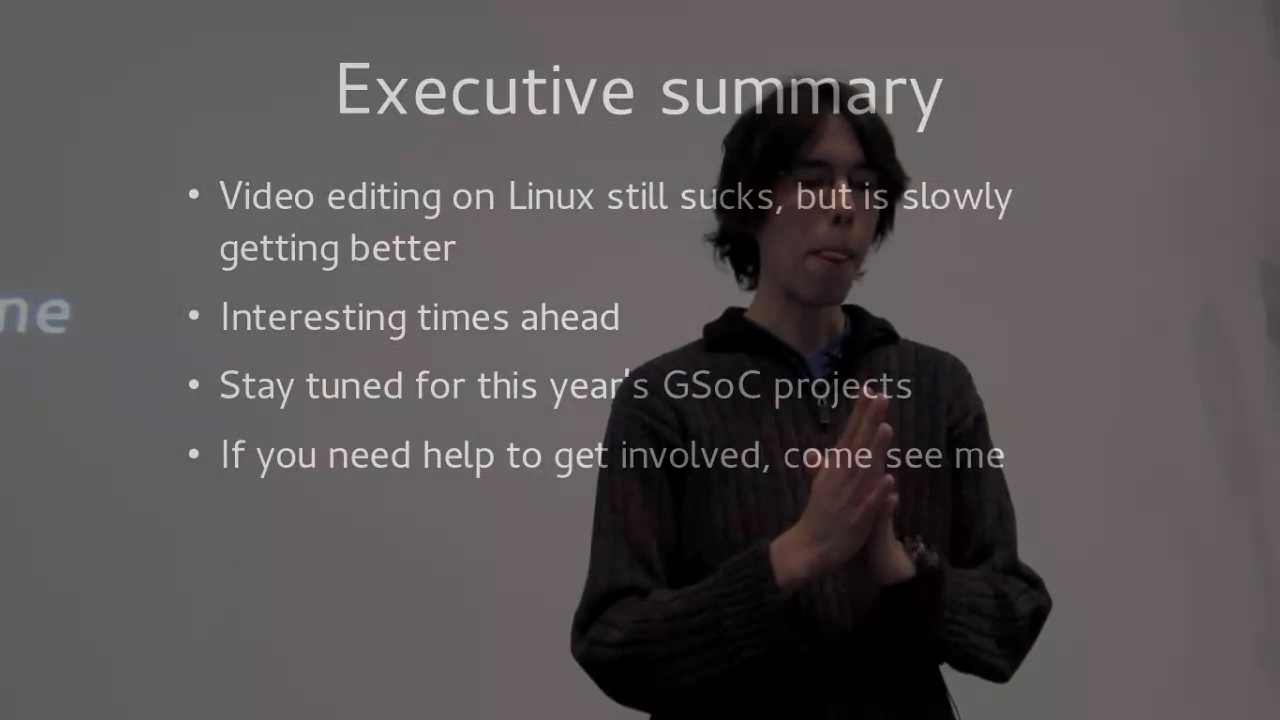 Executive summary
• Video editing on Linux still sucks, but is slowly
getting better
• Interesting times ahead
ne
• Stay tuned for this year's GSoC projects
• If you need help to get involved, come see me